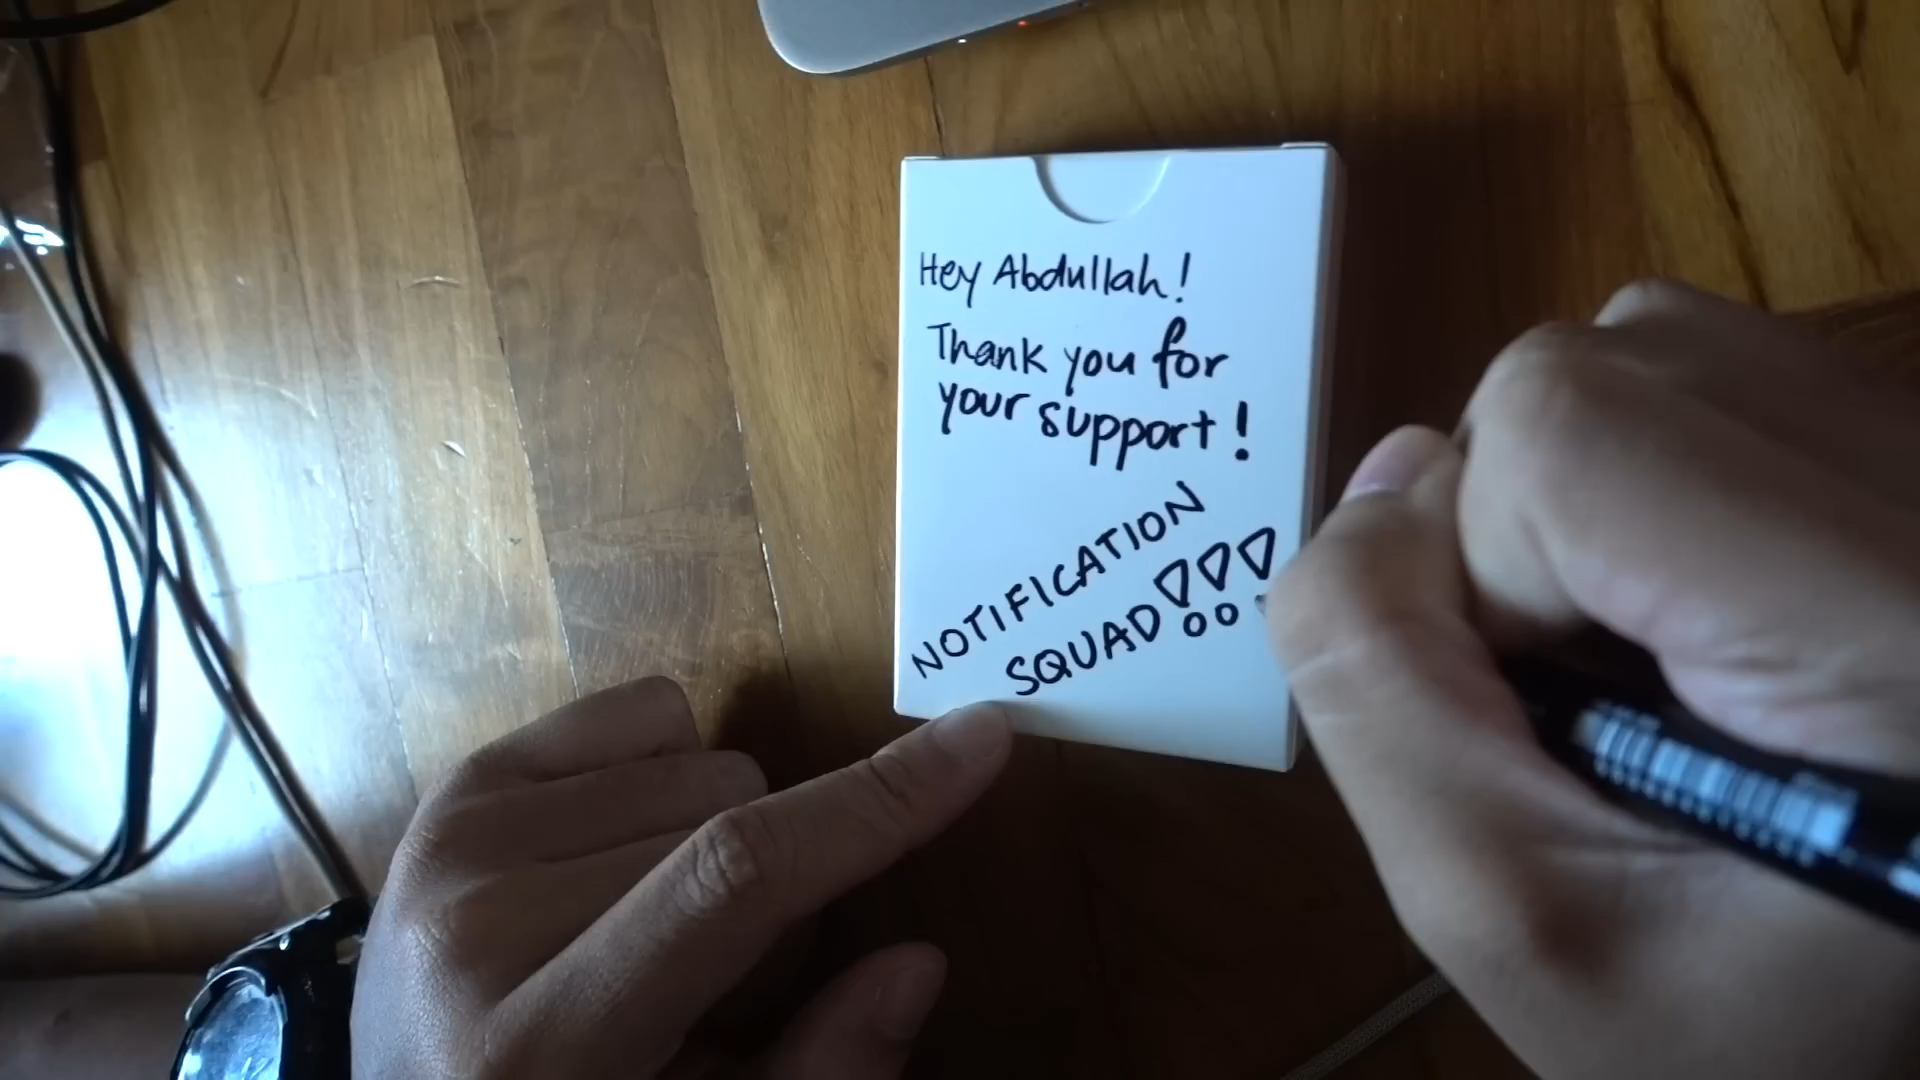 Hey Abdullah!
Thank you for
your support!
NOTIFICATION
SQUAD!!!